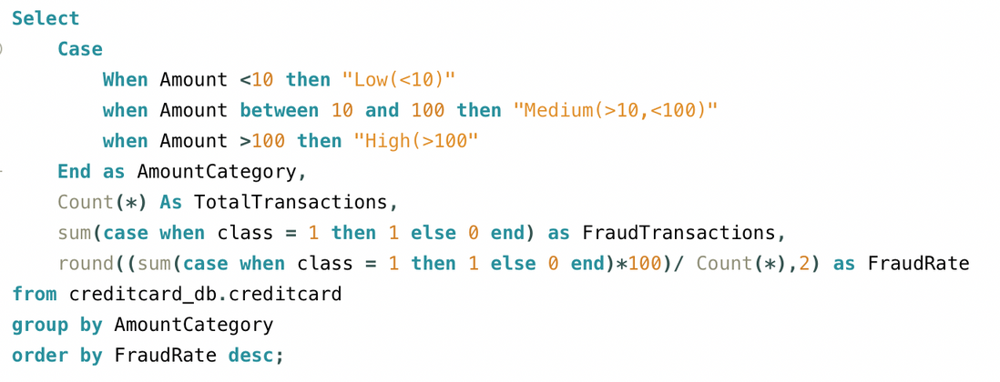 Select
Case
When Amount <10 then "Low(<10)"
when Amount between 10 and 100 then "Medium(>10,<100)"
when Amount >100 then "High(>100"
End as AmountCategory,
Count(*) As TotalTransactions,
sum(case when class = 1 then 1 else 0 end) as FraudTransactions,
round((sum(case when class = 1 then 1 else 0 end)*100)/ Count(*),2) as FraudRate
from creditcard_db.creditcard
group by AmountCategory
order by FraudRate desc;